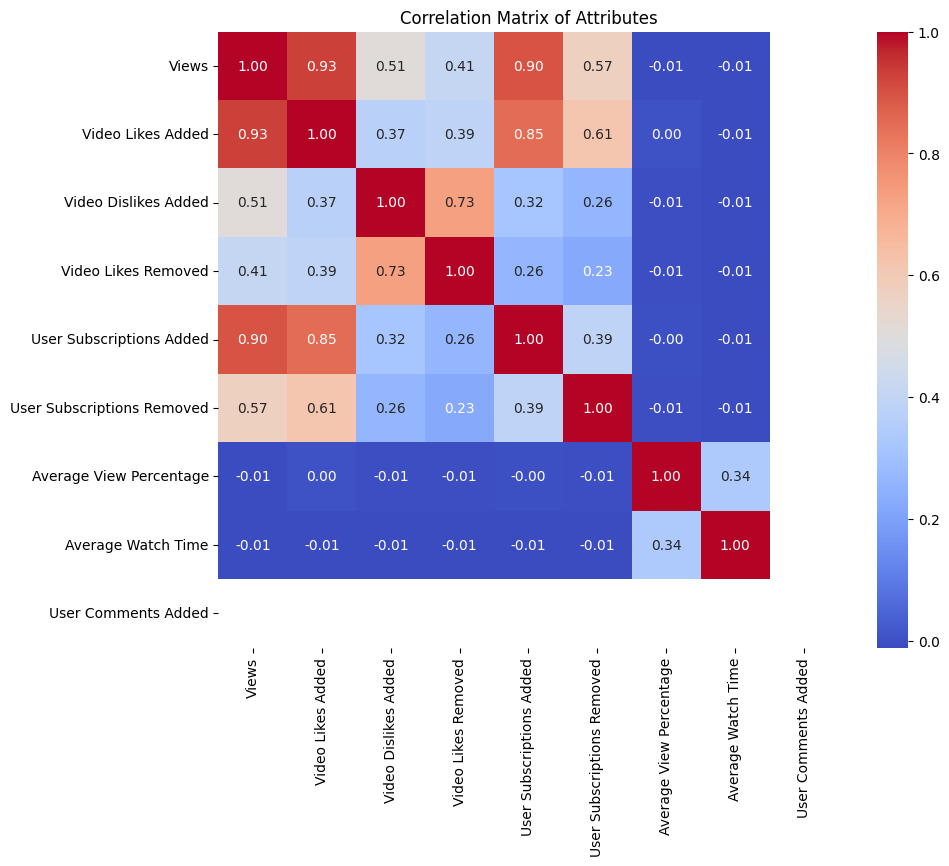 Correlation Matrix of Attributes
Views
1.00 0.93 0.51 0.41 0.90 0.57 -0.01 -0.01
Video Likes Added
0.93 1.00 0.37 0.39 0.85 0.61 0.00 -0.01
Video Dislikes Added
0.51 0.37 1.00 0.73 0.32 0.26 -0.01 -0.01
Video Likes Removed
0.41 0.39 0.73 1.00 0.26 0.23 -0.01 -0.01
User Subscriptions Added
0.90 0.85 0.32 0.26 1.00 0.39 -0.00 -0.01
User Subscriptions Removed
0.57 0.61 0.26 0.23 0.39 1.00 -0.01 -0.01
Average View Percentage
-0.01 0.00 -0.01 -0.01 -0.00 -0.01 1.00 0.34
Average Watch Time
-0.01 -0.01 -0.01 -0.01 -0.01 -0.01 0.34 1.00
User Comments Added
Views
Video Likes Added
Video Dislikes Added
Video Likes Removed
User Subscriptions Added
User Subscriptions Removed
Average View Percentage
Average Watch Time
User Comments Added
1.0
0.8
0.6
0.4
0.2
0.0